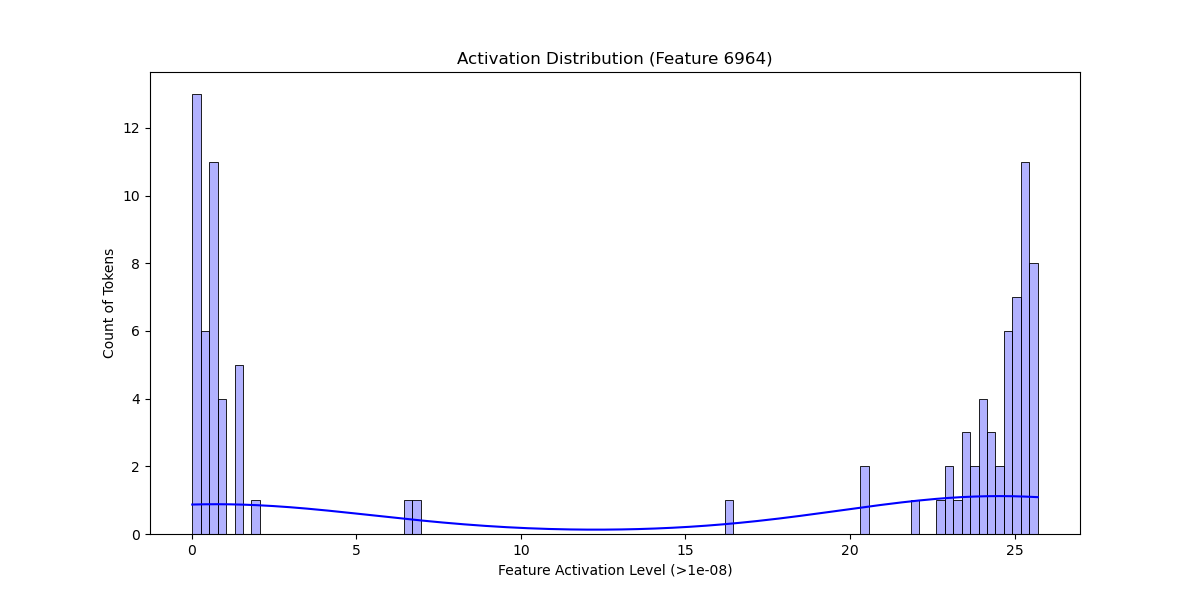 Activation Distribution (Feature 6964)
12
10
8
6
4
2
0
Count of Tokens
0 5 10 15 20 25
Feature Activation Level (>1e-08)